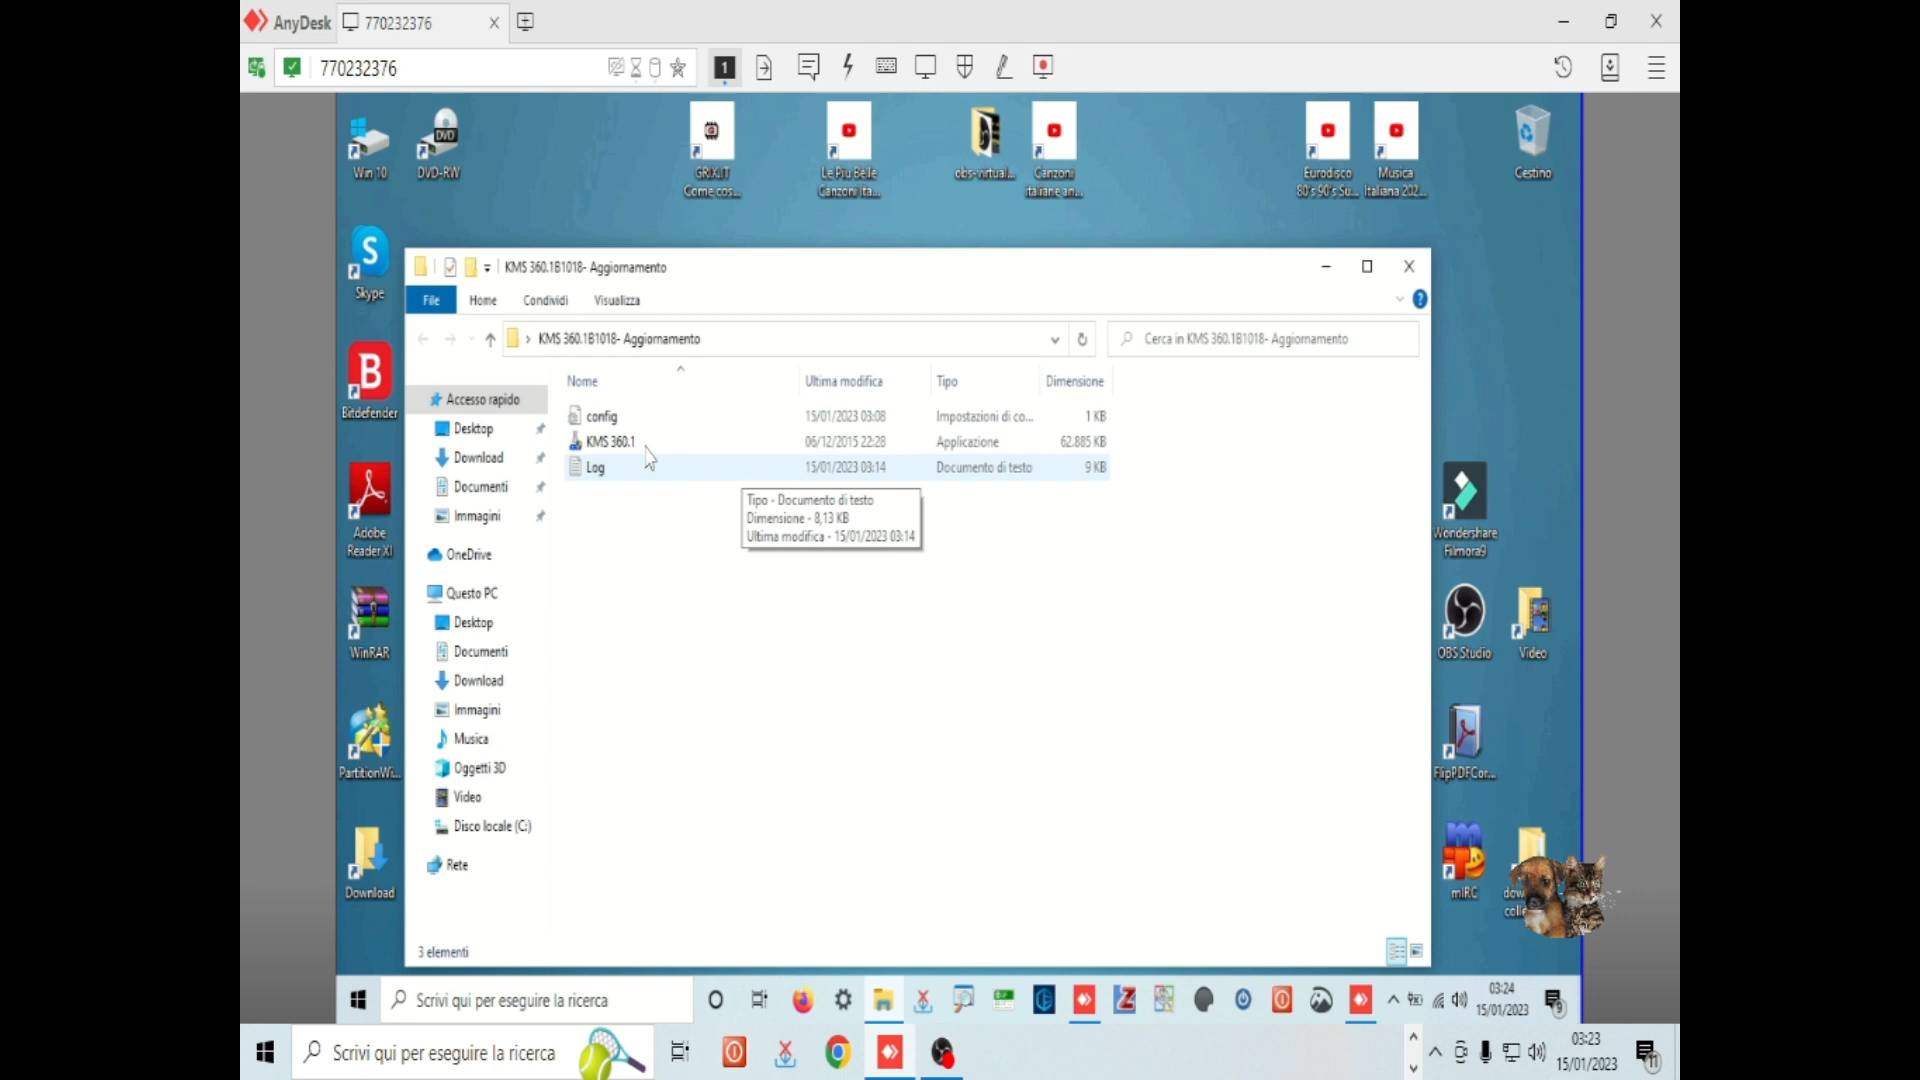 AnyDesk
770232376
770232376
1
Win 10
DVD-RW
GRIX.IT
Come cos...
Le Più Belle
Canzoni Ita...
obs-virtual...
Canzoni
italiane an...
Eurodisco
80's 90's Su...
Musica
Italiana 202...
Cestino
Skype
Bitdefender
Adobe
Reader XI
WinRAR
PartitionWi...
Download
KMS 360.1B1018- Aggiornamento
File
Home
Condividi
Visualizza
KMS 360.1B1018- Aggiornamento
Cerca in KMS 360.1B1018- Aggiornamento
Nome
Ultima modifica
Tipo
Dimensione
config
15/01/2023 03:08
Impostazioni di co...
1 KB
KMS 360.1
06/12/2015 22:28
Applicazione
62.885 KB
Log
15/01/2023 03:14
Documento di testo
9 KB
Tipo - Documento di testo
Dimensione - 8,13 KB
Ultima modifica - 15/01/2023 03:14
Accesso rapido
Desktop
Download
Documenti
Immagini
OneDrive
Questo PC
Desktop
Documenti
Download
Immagini
Musica
Oggetti 3D
Video
Disco locale (C:)
Rete
3 elementi
Wondershare
Filmora9
OBS Studio
Video
FlipPDFCor...
mIRC
Scrivi qui per eseguire la ricerca
03:24
15/01/2023
9
Scrivi qui per eseguire la ricerca
03:23
15/01/2023
11